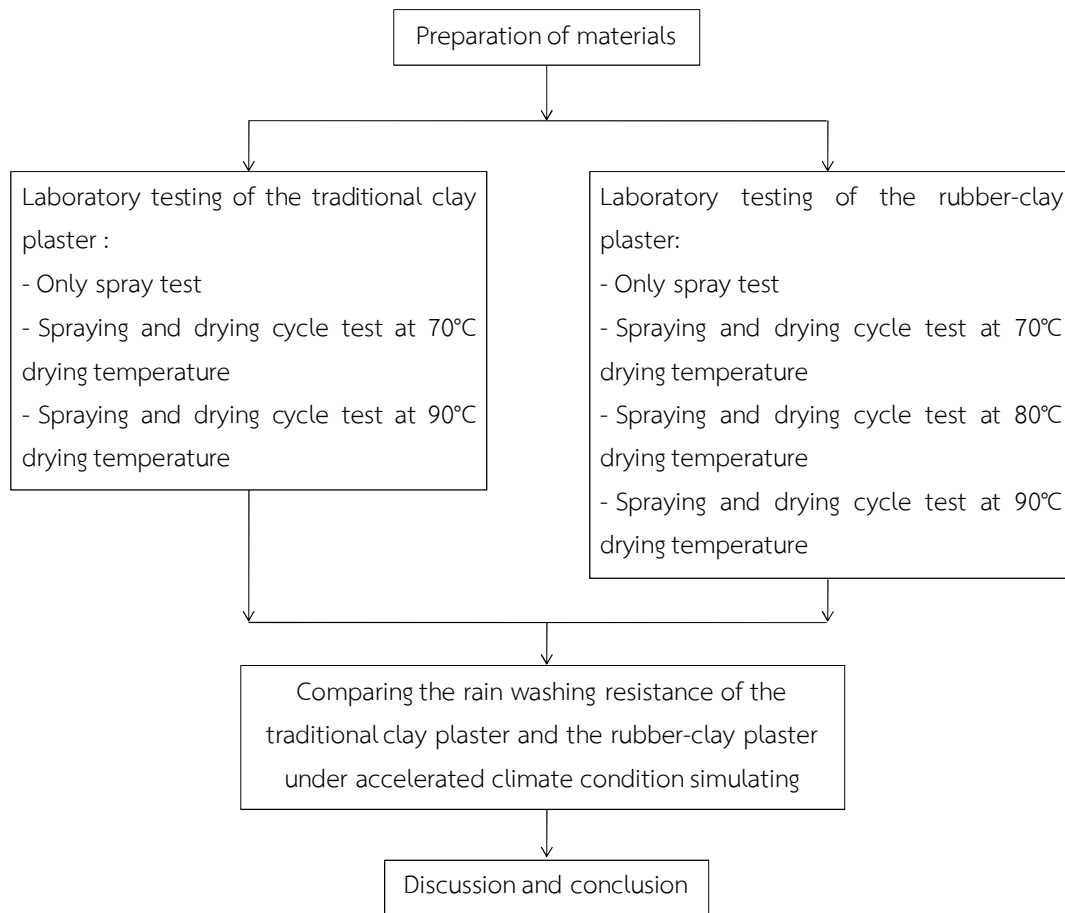 Preparation of materials
Laboratory testing of the traditional clay
plaster :
- Only spray test
- Spraying and drying cycle test at 70°C
drying temperature
- Spraying and drying cycle test at 90°C
drying temperature
Laboratory testing of the rubber-clay
plaster:
- Only spray test
- Spraying and drying cycle test at 70°C
drying temperature
- Spraying and drying cycle test at 80°C
drying temperature
- Spraying and drying cycle test at 90°C
drying temperature
Comparing the rain washing resistance of the
traditional clay plaster and the rubber-clay plaster
under accelerated climate condition simulating
Discussion and conclusion